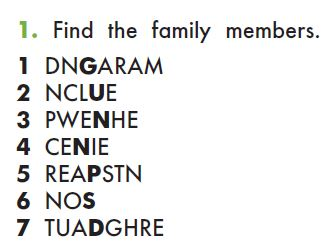 1. Find the family members.
1 DNGARAM
2 NCLUE
3 PWENHE
4 CENIE
5 REAPSTN
6 NOS
7 TUADGHRE